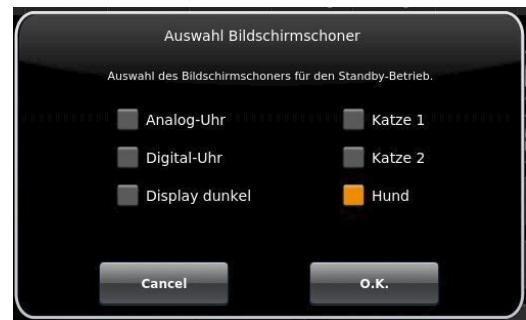 Auswahl Bildschirmschoner
Auswahl des Bildschirmschoners für den Standby-Betrieb.
Analog-Uhr
Katze 1
Digital-Uhr
Katze 2
Display dunkel
Hund
Cancel
O.K.